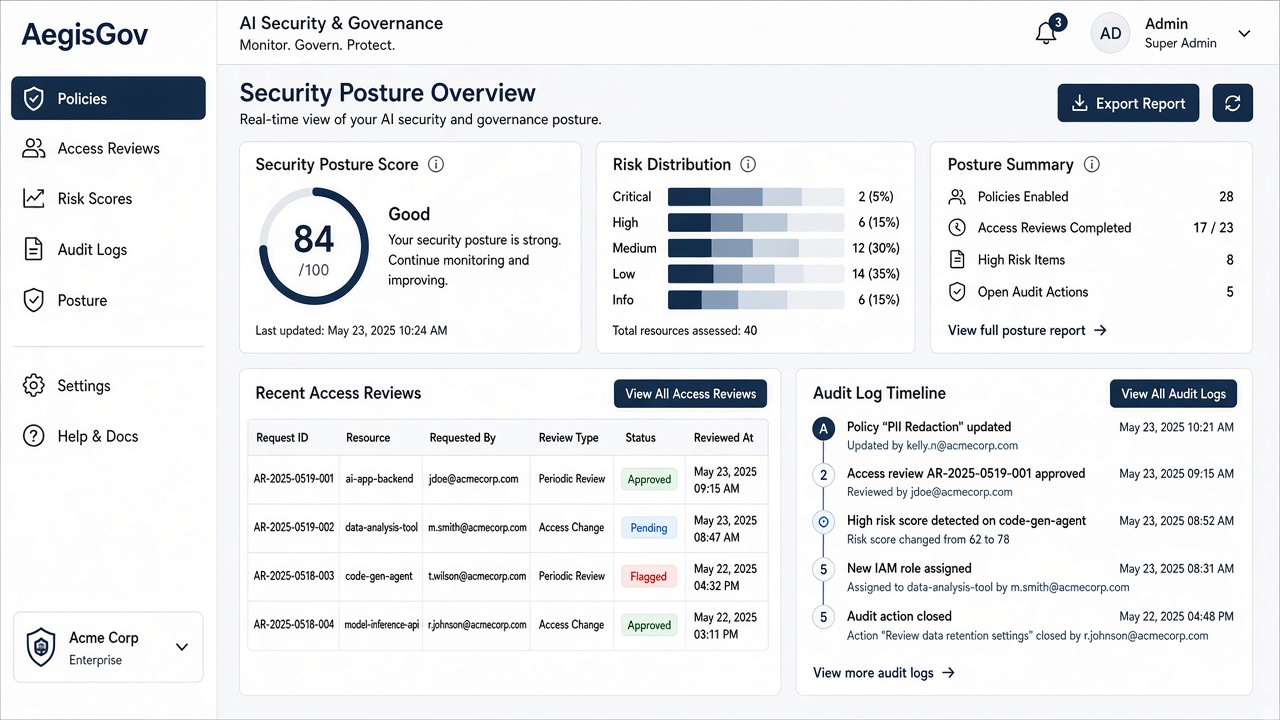 AegisGov
Policies
Access Reviews
Risk Scores
Audit Logs
Posture
Settings
Help & Docs
Acme Corp
Enterprise
AI Security & Governance
Monitor. Govern. Protect.
3
AD
Admin
Super Admin
Security Posture Overview
Real-time view of your AI security and governance posture.
Export Report
Security Posture Score
84
/100
Good
Your security posture is strong.
Continue monitoring and
improving.
Last updated: May 23, 2025 10:24 AM
Risk Distribution
Critical 2 (5%)
High 6 (15%)
Medium 12 (30%)
Low 14 (35%)
Info 6 (15%)
Total resources assessed: 40
Posture Summary
Policies Enabled 28
Access Reviews Completed 17 / 23
High Risk Items 8
Open Audit Actions 5
View full posture report →
Recent Access Reviews
View All Access Reviews
Request ID Resource Requested By Review Type Status Reviewed At
AR-2025-0519-001 ai-app-backend jdoe@acmecorp.com Periodic Review Approved May 23, 2025
09:15 AM
AR-2025-0519-002 data-analysis-tool m.smith@acmecorp.com Access Change Pending May 23, 2025
08:47 AM
AR-2025-0518-003 code-gen-agent t.wilson@acmecorp.com Periodic Review Flagged May 22, 2025
04:32 PM
AR-2025-0518-004 model-inference-api r.johnson@acmecorp.com Access Change Approved May 22, 2025
03:11 PM
Audit Log Timeline
View All Audit Logs
A Policy “PII Redaction” updated May 23, 2025 10:21 AM
Updated by kelly.n@acmecorp.com
2 Access review AR-2025-0519-001 approved May 23, 2025 09:15 AM
Reviewed by jdoe@acmecorp.com
High risk score detected on code-gen-agent May 23, 2025 08:52 AM
Risk score changed from 62 to 78
5 New IAM role assigned May 23, 2025 08:31 AM
Assigned to data-analysis-tool by m.smith@acmecorp.com
5 Audit action closed May 22, 2025 04:48 PM
Action “Review data retention settings” closed by r.johnson@acmecorp.com
View more audit logs →